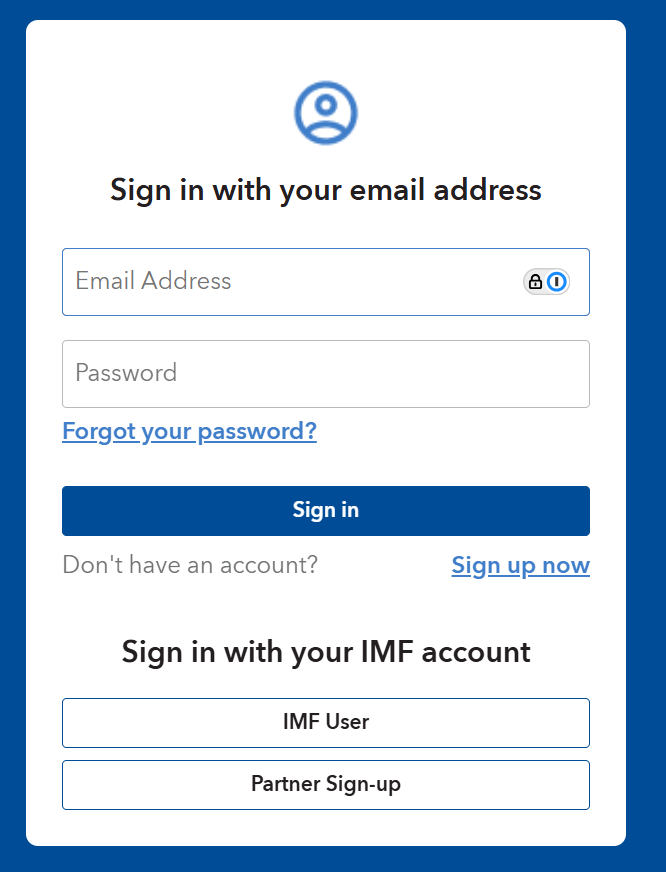 Sign in with your email address
Email Address
Password
Forgot your password?
Sign in
Don't have an account? Sign up now
Sign in with your IMF account
IMF User
Partner Sign-up